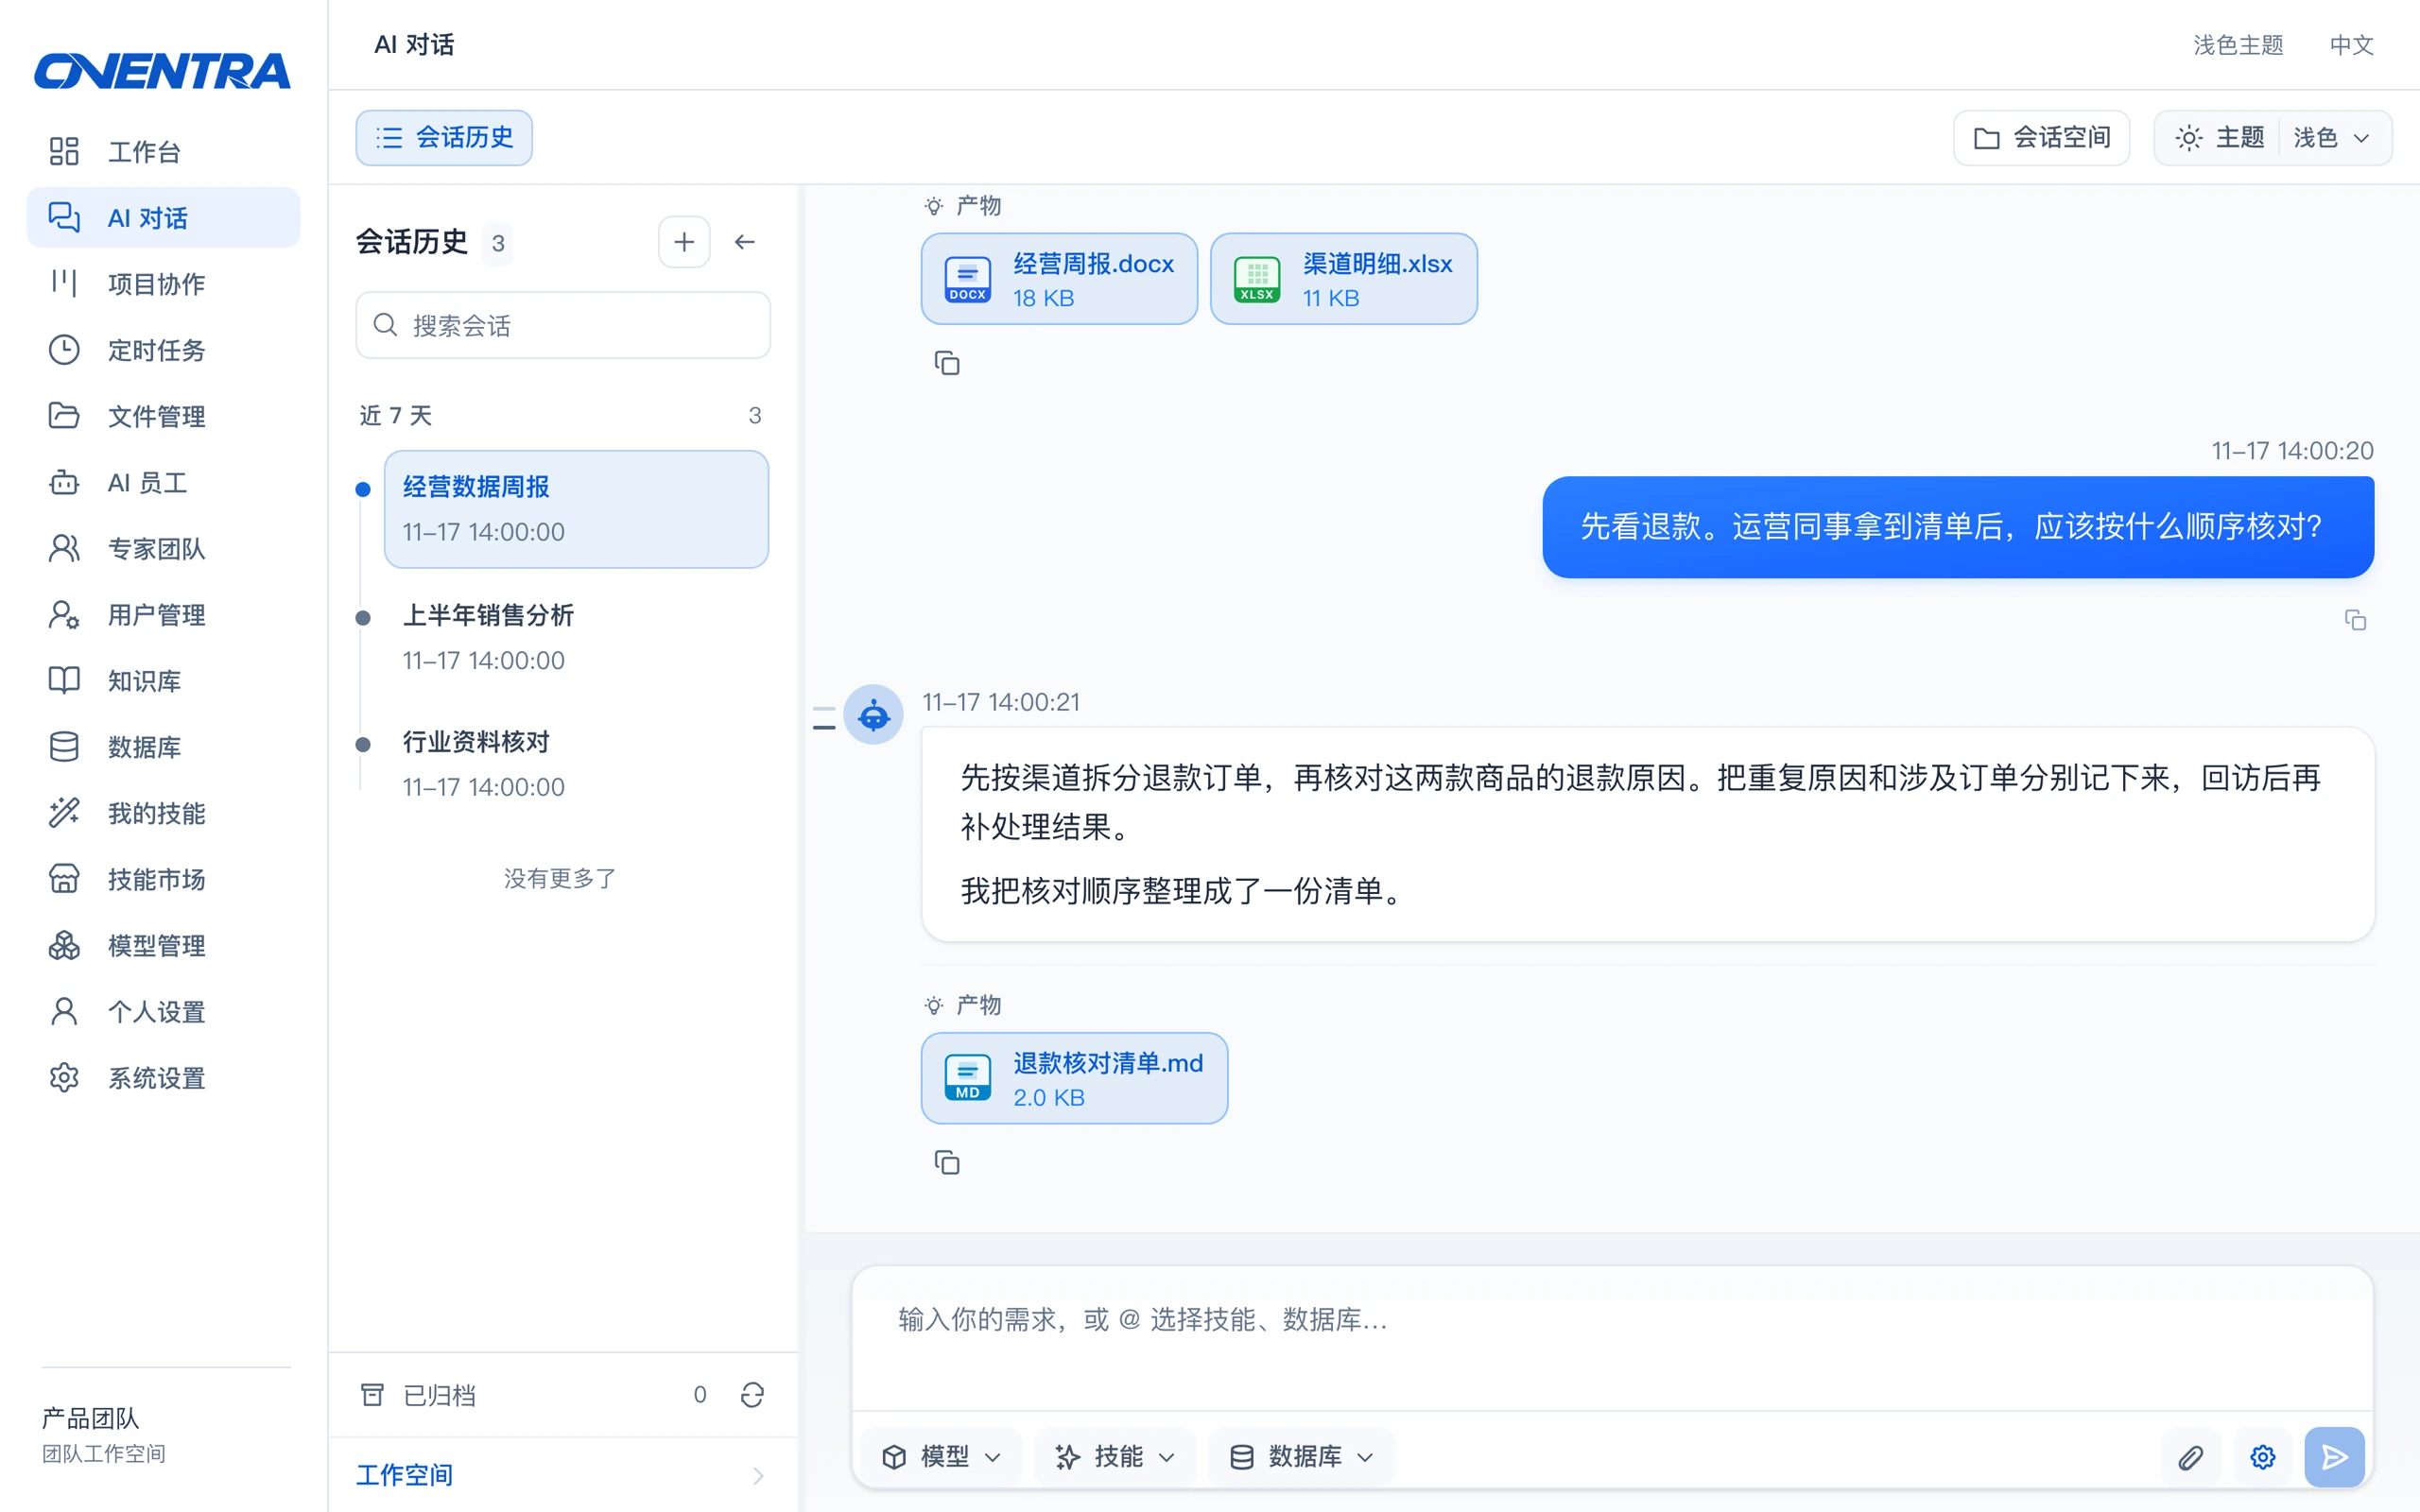 ONENTRA
工作台
AI 对话
项目协作
定时任务
文件管理
AI 员工
专家团队
用户管理
知识库
数据库
我的技能
技能市场
模型管理
个人设置
系统设置
产品团队
团队工作空间
AI 对话
浅色主题
中文
会话历史
会话空间
主题
浅色
会话历史
3
搜索会话
近 7 天
3
经营数据周报
11-17 14:00:00
上半年销售分析
11-17 14:00:00
行业资料核对
11-17 14:00:00
没有更多了
已归档
0
工作空间
产物
DOCX
经营周报.docx
18 KB
XLSX
渠道明细.xlsx
11 KB
11-17 14:00:20
先看退款。运营同事拿到清单后，应该按什么顺序核对？
11-17 14:00:21
先按渠道拆分退款订单，再核对这两款商品的退款原因。把重复原因和涉及订单分别记下来，回访后再
补处理结果。
我把核对顺序整理成了一份清单。
产物
MD
退款核对清单.md
2.0 KB
输入你的需求，或 @ 选择技能、数据库...
模型
技能
数据库